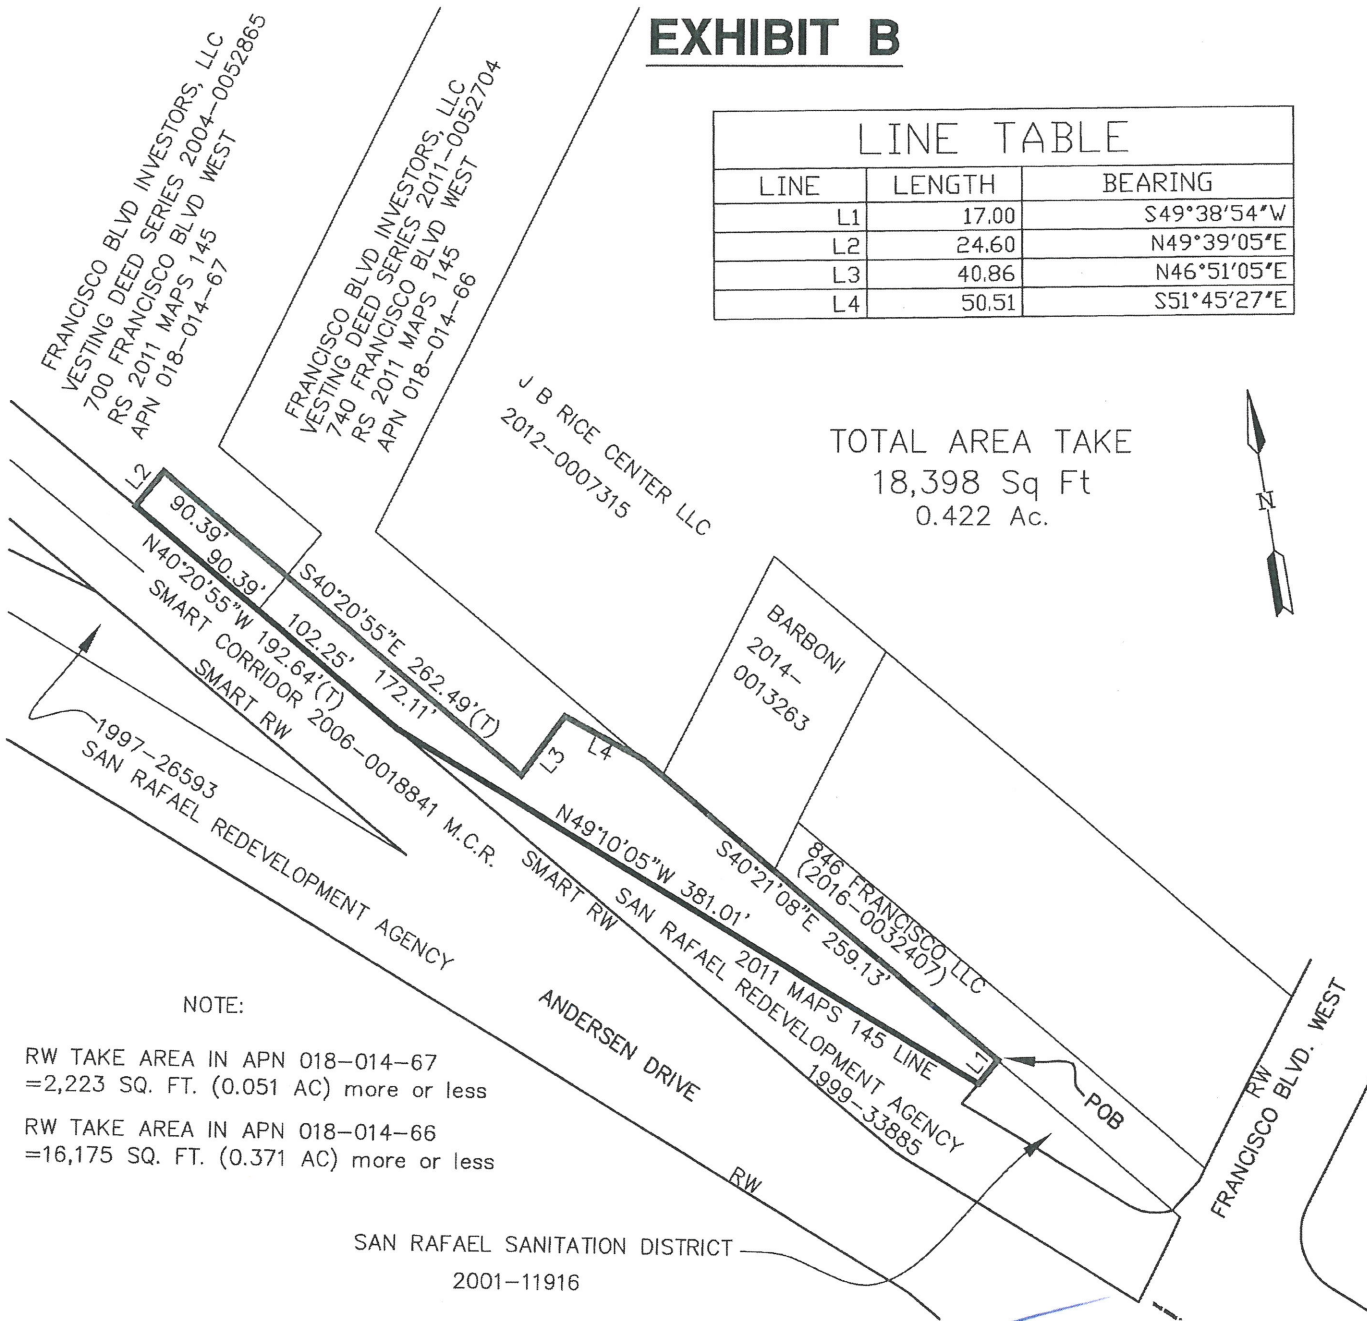 EXHIBIT B
LINE TABLE
LINE LENGTH BEARING
L1 17.00 S49°38'54"W
L2 24.60 N49°39'05"E
L3 40.86 N46°51'05"E
L4 50.51 S51°45'27"E
FRANCISCO BLVD INVESTORS, LLC
VESTING DEED SERIES 2004-0052865
700 FRANCISCO BLVD WEST
RS 2011 MAPS 145
APN 018-014-67
FRANCISCO BLVD INVESTORS, LLC
VESTING DEED SERIES 2011-0052704
740 FRANCISCO BLVD WEST
RS 2011 MAPS 145
APN 018-014-66
J B RICE CENTER LLC
2012-0007315
TOTAL AREA TAKE
18,398 Sq Ft
0.422 Ac.
N
L2
90.39'
90.39'
N40°20'55"W 192.64'(T)
S40°20'55"E 262.49'(T)
102.25'
172.11'
SMART CORRIDOR 2006-0018841 M.C.R.
SMART RW
BARBONI
2014-
0013263
L3
L4
1997-26593
SAN RAFAEL REDEVELOPMENT AGENCY
N49°10'05"W 381.01'
S40°21'08"E 259.13'
846 FRANCISCO LLC
(2016-0032407)
SMART RW
2011 MAPS 145 LINE
SAN RAFAEL REDEVELOPMENT AGENCY
1999-33885
L1
POB
ANDERSEN DRIVE
RW
RW
FRANCISCO BLVD. WEST
NOTE:
RW TAKE AREA IN APN 018-014-67
=2,223 SQ. FT. (0.051 AC) more or less
RW TAKE AREA IN APN 018-014-66
=16,175 SQ. FT. (0.371 AC) more or less
SAN RAFAEL SANITATION DISTRICT
2001-11916